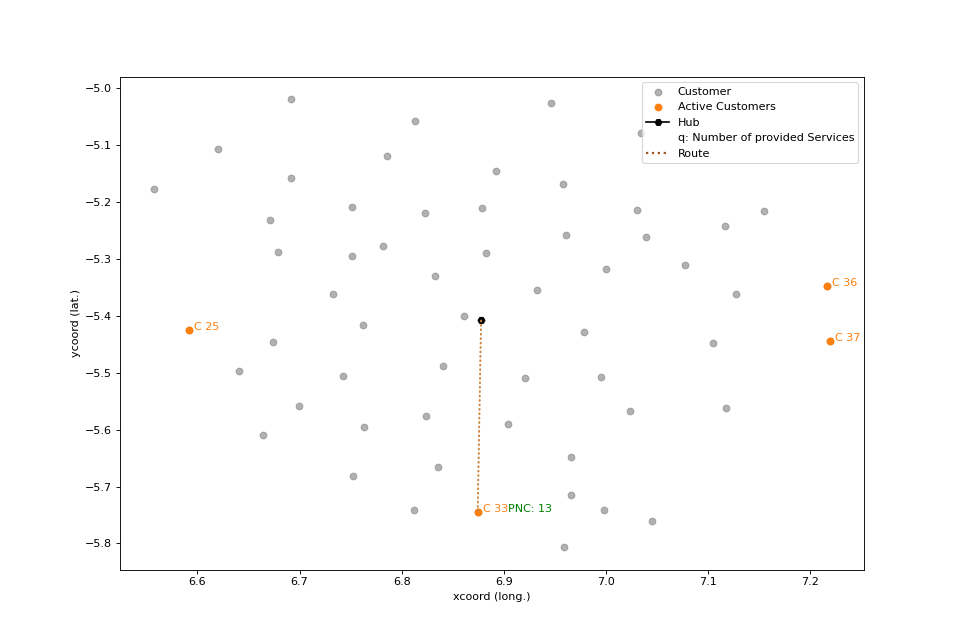 Customer
Active Customers
Hub
q: Number of provided Services
Route
−5.0
−5.1
−5.2
−5.3
−5.4
−5.5
−5.6
−5.7
−5.8
ycoord (lat.)
C 36
C 25
C 37
C 33PNC: 13
6.6 6.7 6.8 6.9 7.0 7.1 7.2
xcoord (long.)